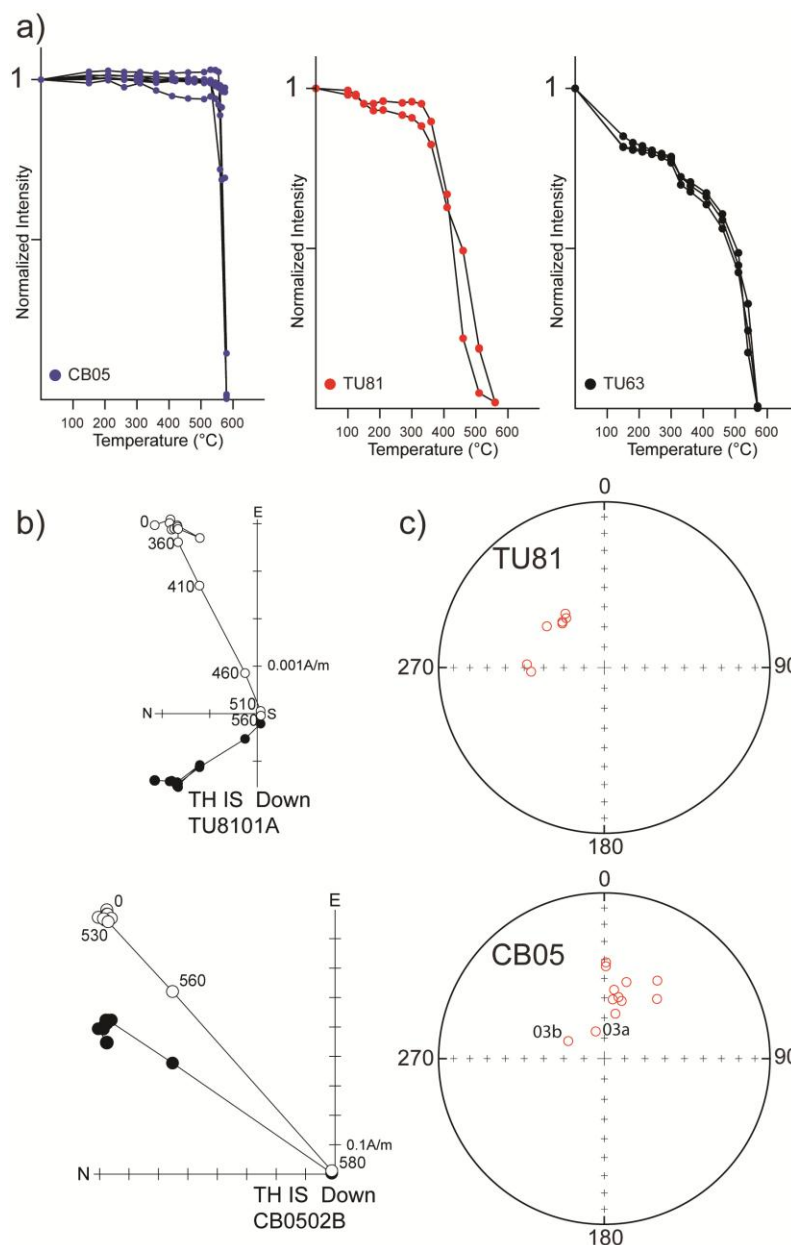 a)
1
Normalized Intensity
CB05
100 200 300 400 500 600
Temperature (°C)
1
Normalized Intensity
TU81
100 200 300 400 500 600
Temperature (°C)
1
Normalized Intensity
TU63
100 200 300 400 500 600
Temperature (°C)
b)
E
0
360
410
460
0.001A/m
510
N
S
560
TH IS Down
TU8101A
0
E
530
560
0.1A/m
580
N
TH IS Down
CB0502B
c)
0
TU81
270
90
180
0
CB05
03b
03a
270
90
180